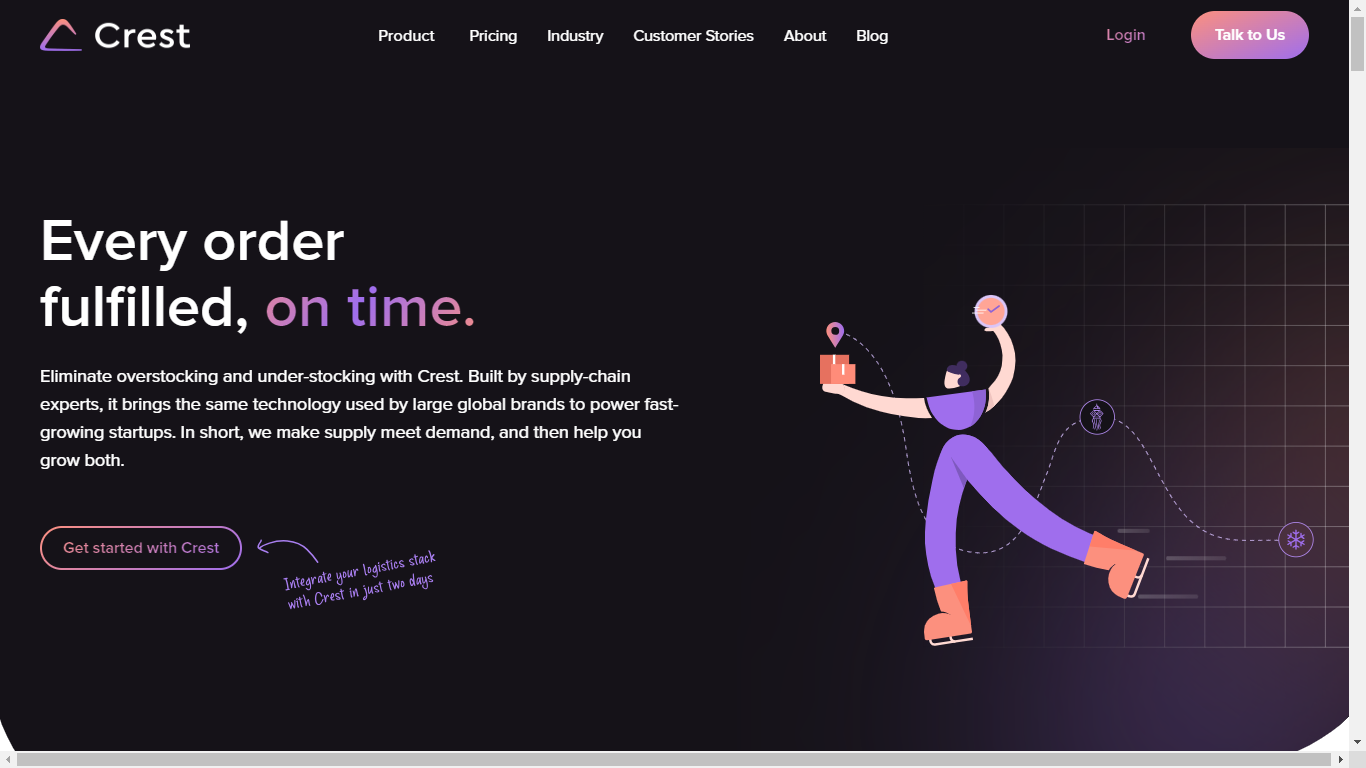 Crest
Product
Pricing
Industry
Customer Stories
About
Blog
Login
Talk to Us
Every order
fulfilled, on time.
Eliminate overstocking and under-stocking with Crest. Built by supply-chain
experts, it brings the same technology used by large global brands to power fast-
growing startups. In short, we make supply meet demand, and then help you
grow both.
Get started with Crest
Integrate your logistics stack
with Crest in just two days